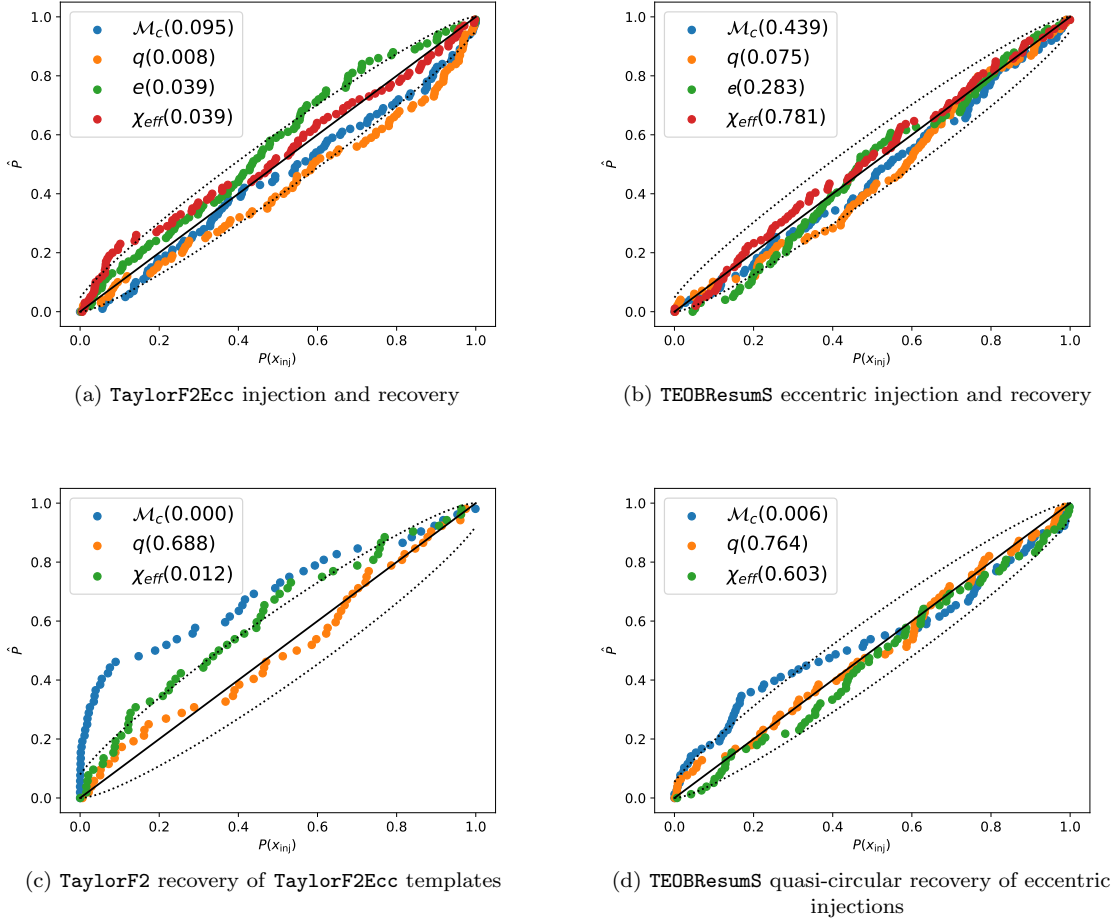 1.0
0.8
0.6
0.4
0.2
0.0
P̂
ℳc(0.095)
q(0.008)
e(0.039)
χeff(0.039)
0.0 0.2 0.4 0.6 0.8 1.0
P(xinj)
(a) TaylorF2Ecc injection and recovery
1.0
0.8
0.6
0.4
0.2
0.0
P̂
ℳc(0.439)
q(0.075)
e(0.283)
χeff(0.781)
0.0 0.2 0.4 0.6 0.8 1.0
P(xinj)
(b) TEOBResumS eccentric injection and recovery
1.0
0.8
0.6
0.4
0.2
0.0
P̂
ℳc(0.000)
q(0.688)
χeff(0.012)
0.0 0.2 0.4 0.6 0.8 1.0
P(xinj)
(c) TaylorF2 recovery of TaylorF2Ecc templates
1.0
0.8
0.6
0.4
0.2
0.0
P̂
ℳc(0.006)
q(0.764)
χeff(0.603)
0.0 0.2 0.4 0.6 0.8 1.0
P(xinj)
(d) TEOBResumS quasi-circular recovery of eccentric
injections